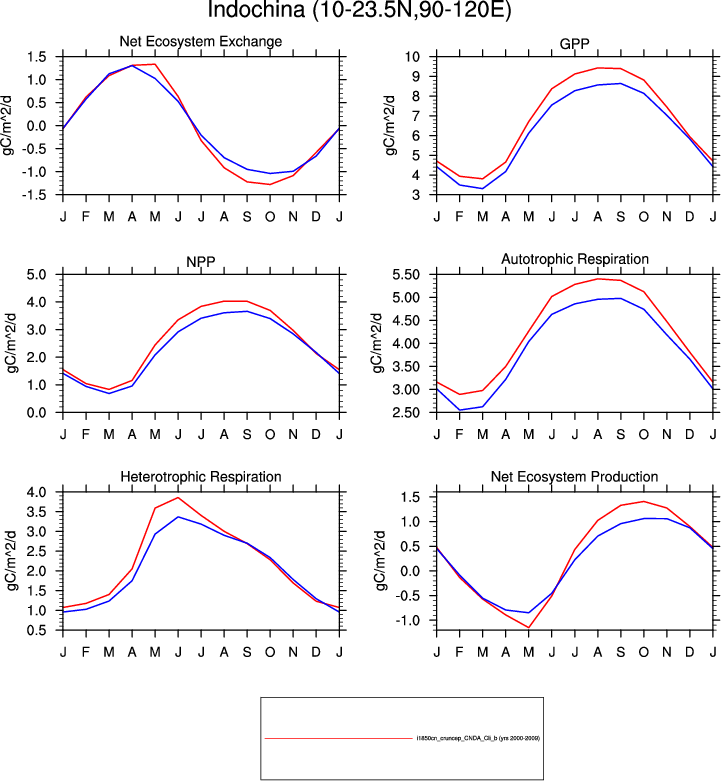 Indochina (10-23.5N,90-120E)
Net Ecosystem Exchange
gC/m^2/d
1.5
1.0
0.5
0.0
-0.5
-1.0
-1.5
J F M A M J J A S O N D J
GPP
gC/m^2/d
10
9
8
7
6
5
4
3
J F M A M J J A S O N D J
NPP
gC/m^2/d
5.0
4.0
3.0
2.0
1.0
0.0
J F M A M J J A S O N D J
Autotrophic Respiration
gC/m^2/d
5.50
5.00
4.50
4.00
3.50
3.00
2.50
J F M A M J J A S O N D J
Heterotrophic Respiration
gC/m^2/d
4.0
3.5
3.0
2.5
2.0
1.5
1.0
0.5
J F M A M J J A S O N D J
Net Ecosystem Production
gC/m^2/d
1.5
1.0
0.5
0.0
-0.5
-1.0
J F M A M J J A S O N D J
i1850cn_cruncep_CNDA_Cli_b (yrs 2000-2009)